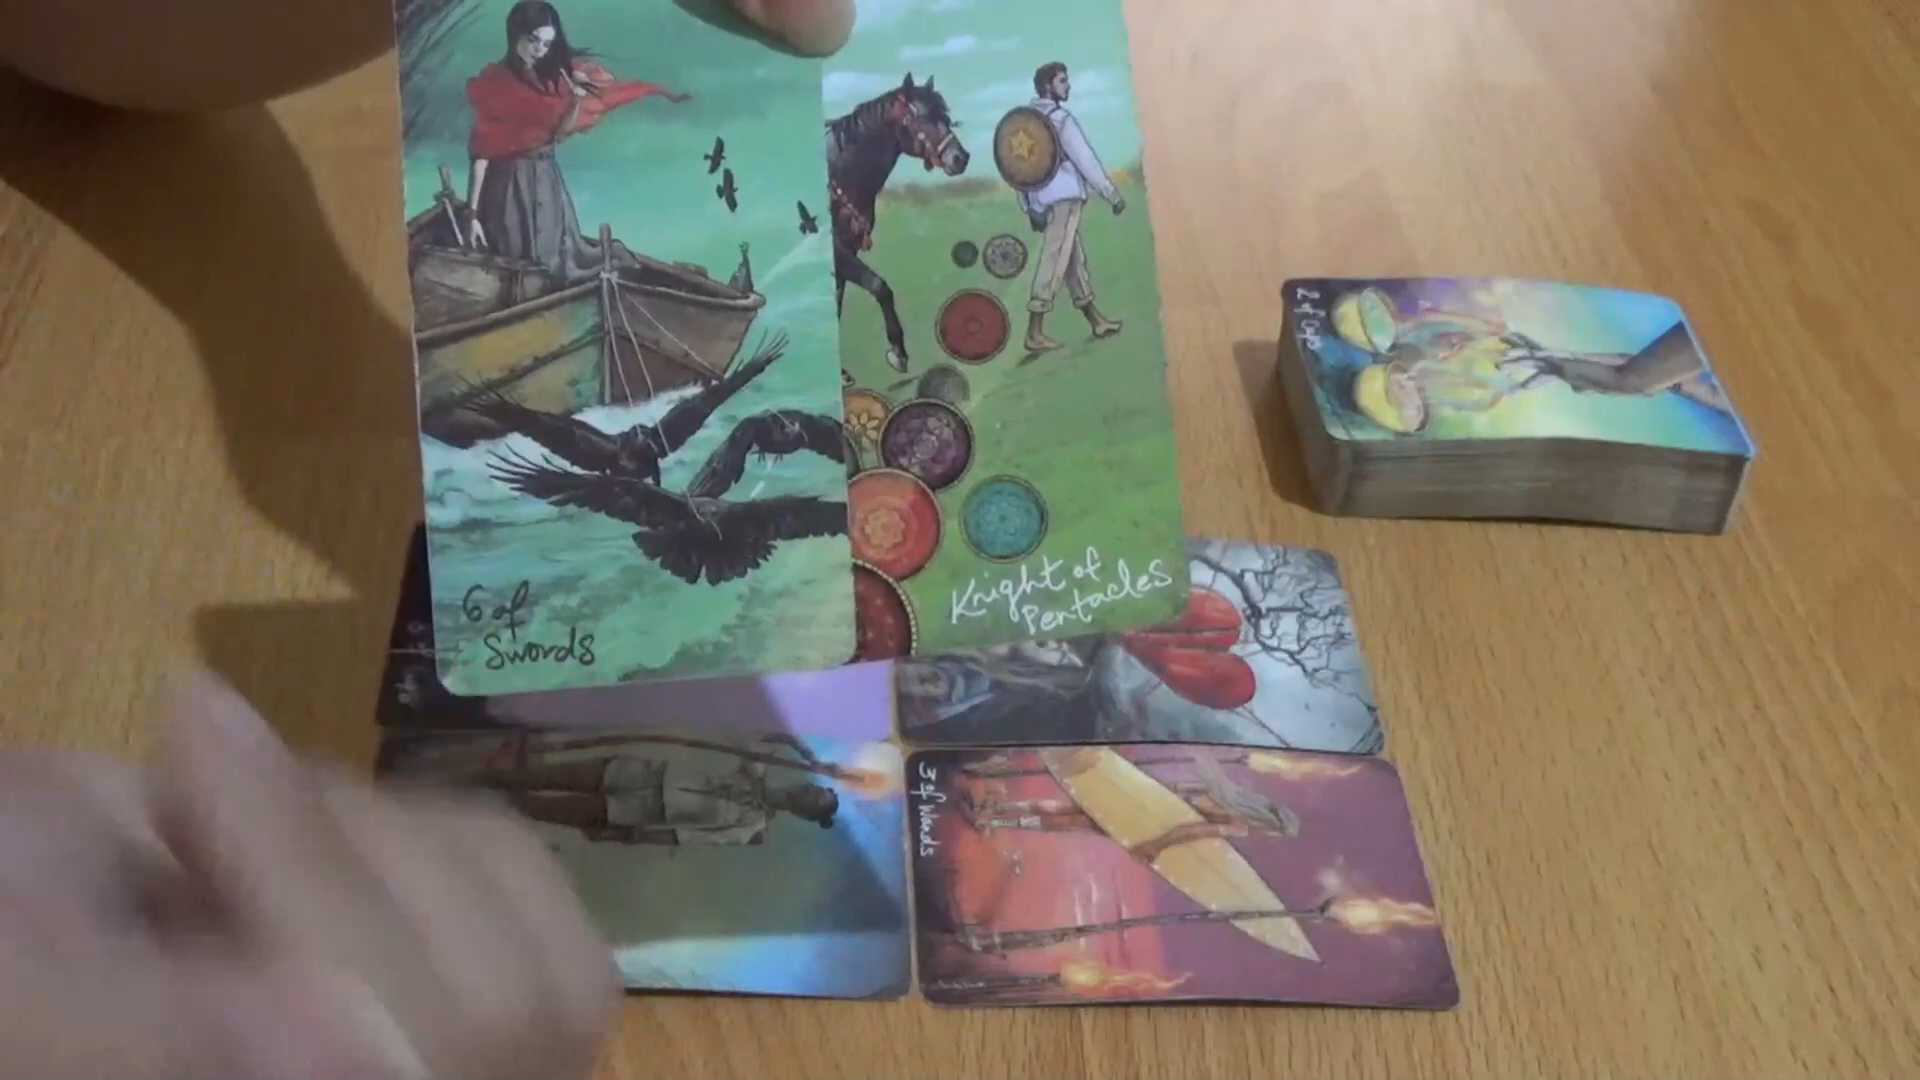 6 of
Swords
Knight of
Pentacles
2 of Cups
3 of Wands